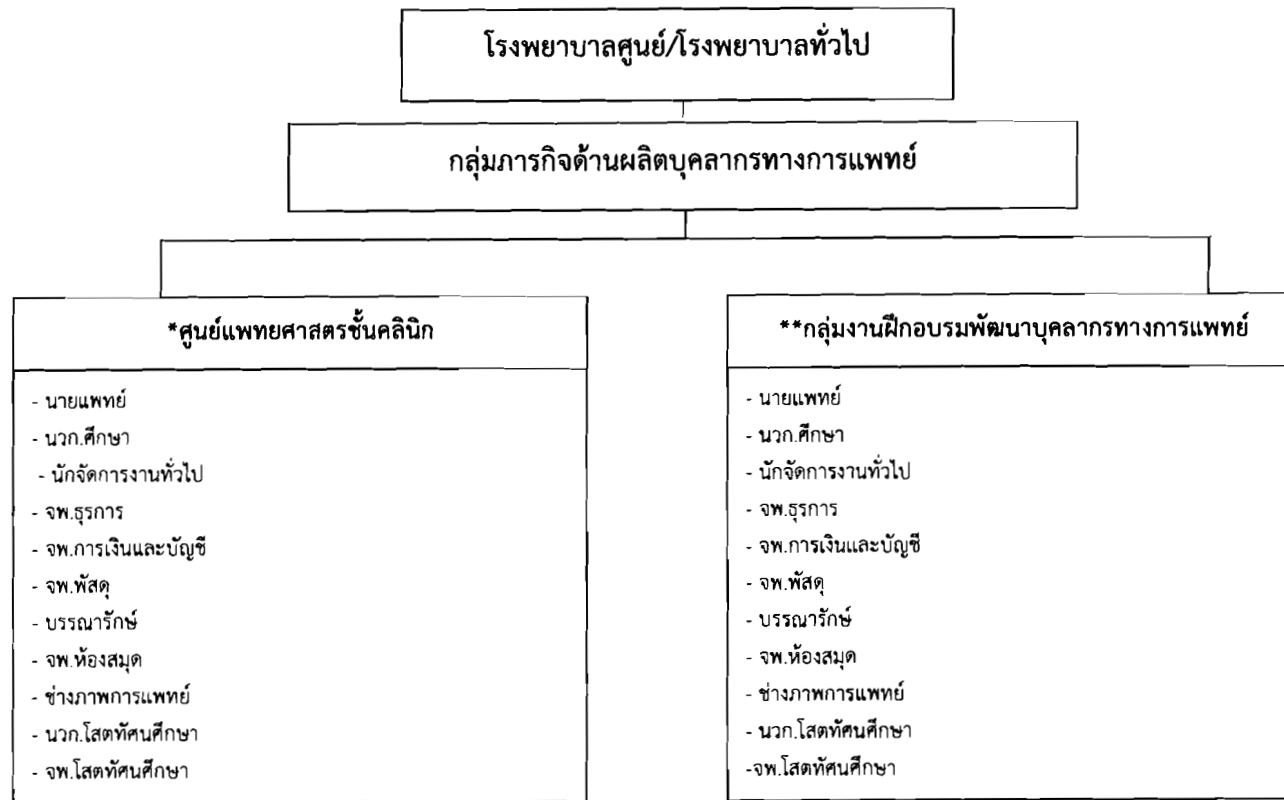 โรงพยาบาลศูนย์/โรงพยาบาลทั่วไป
กลุ่มภารกิจด้านผลิตบุคลากรทางการแพทย์
*ศูนย์แพทยศาสตรชั้นคลินิก
- นายแพทย์
- นวก.ศึกษา
- นักจัดการงานทั่วไป
- จพ.ธุรการ
- จพ.การเงินและบัญชี
- จพ.พัสดุ
- บรรณารักษ์
- จพ.ห้องสมุด
- ช่างภาพการแพทย์
- นวก.โสตทัศนศึกษา
- จพ.โสตทัศนศึกษา
**กลุ่มงานฝึกอบรมพัฒนาบุคลากรทางการแพทย์
- นายแพทย์
- นวก.ศึกษา
- นักจัดการงานทั่วไป
- จพ.ธุรการ
- จพ.การเงินและบัญชี
- จพ.พัสดุ
- บรรณารักษ์
- จพ.ห้องสมุด
- ช่างภาพการแพทย์
- นวก.โสตทัศนศึกษา
-จพ.โสตทัศนศึกษา